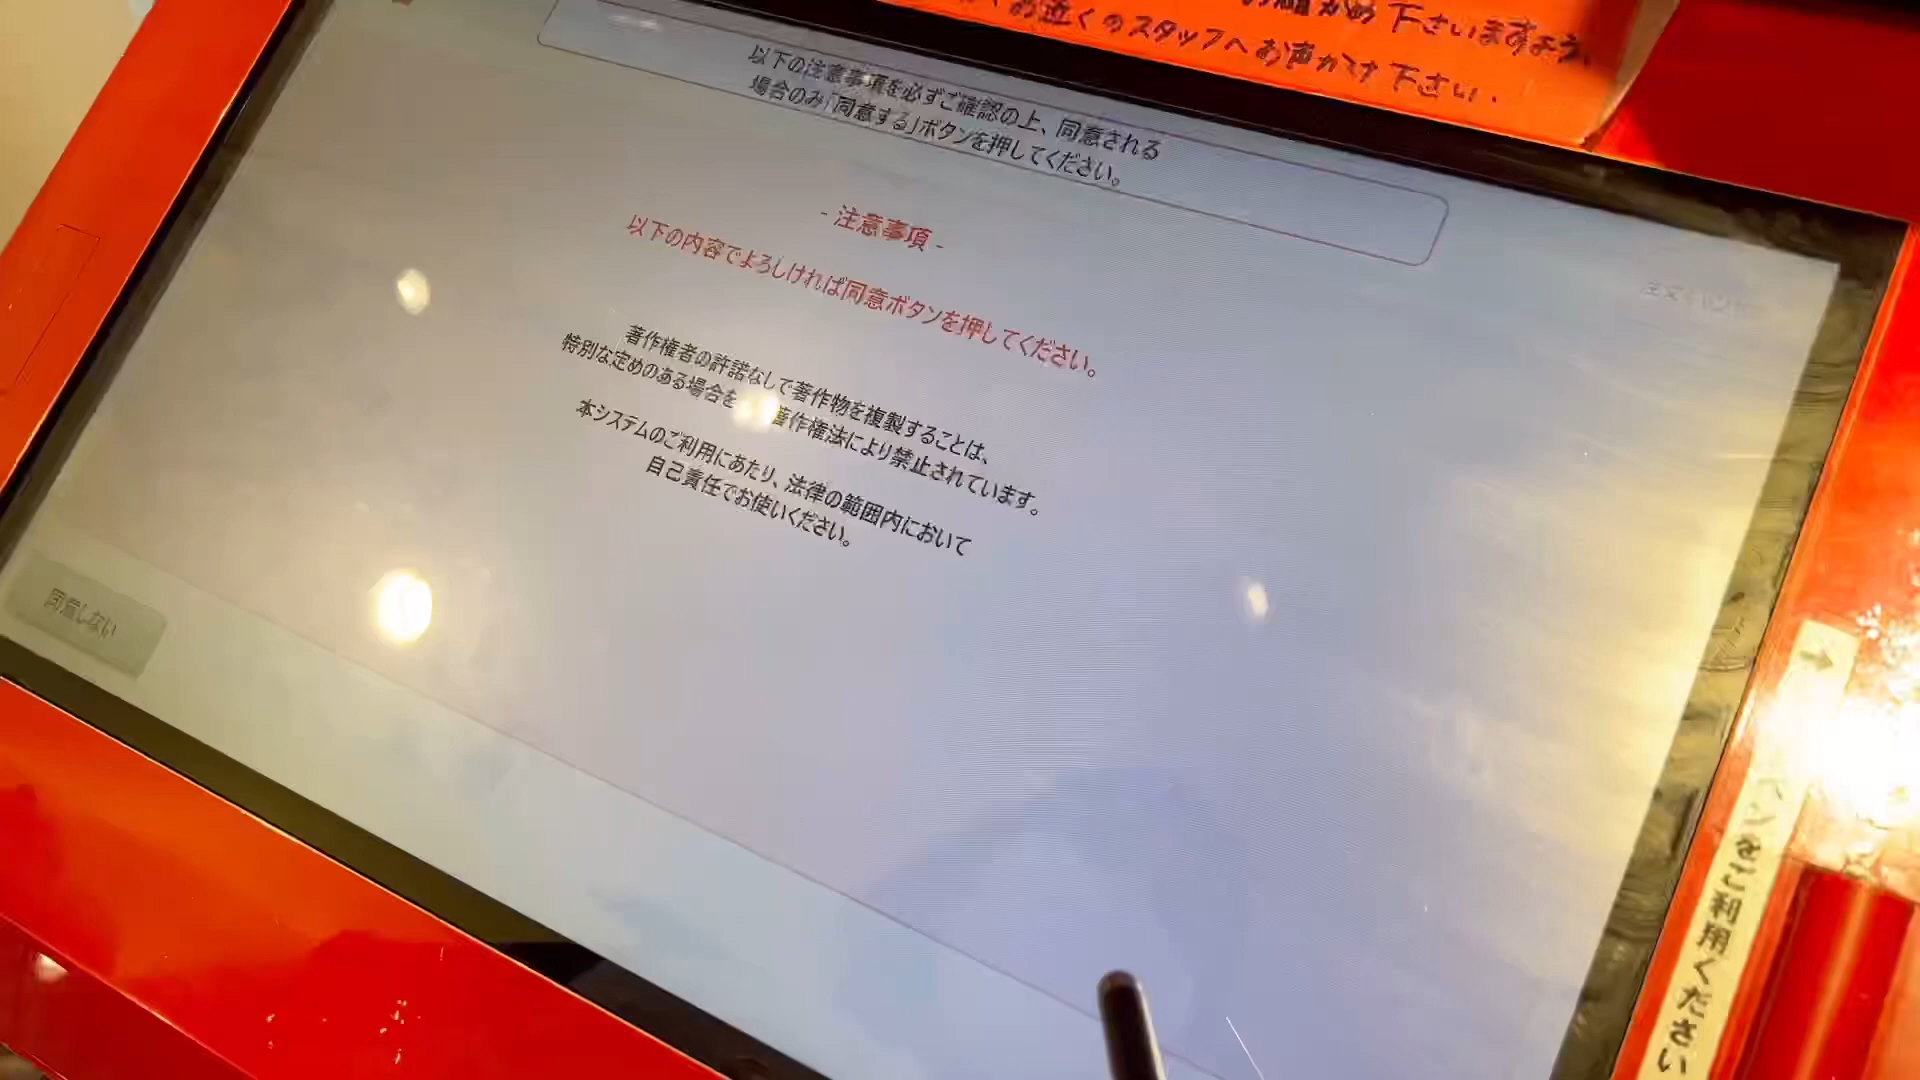 下さいますよう、
お近くのスタッフへお声かけ下さい.
以下の注意事項を必ずご確認の上、同意される
場合のみ「同意する」ボタンを押してください。
- 注意事項 -
以下の内容でよろしければ同意ボタンを押してください。
著作権者の許諾なしで著作物を複製することは、
特別な定めのある場合を 著作権法により禁止されています。
本システムのご利用にあたり、法律の範囲内において
自己責任でお使いください。
同意しない
→
ペンをご利用ください